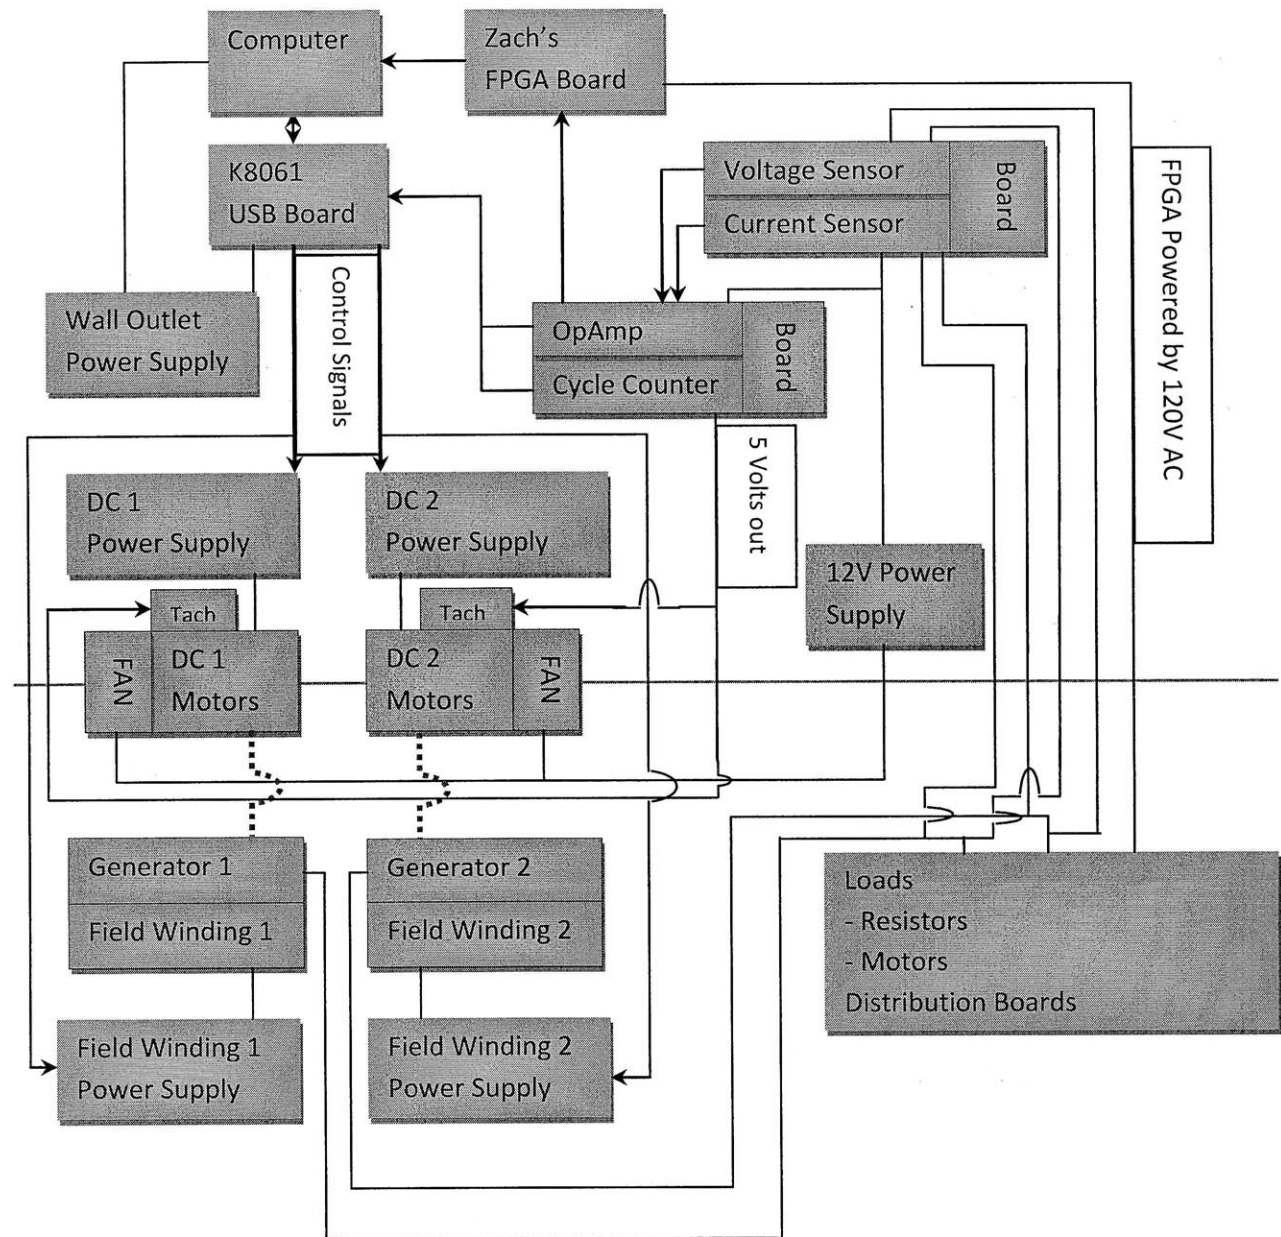 Computer
Zach's
FPGA Board
K8061
USB Board
Voltage Sensor
Current Sensor
Board
FPGA Powered by 120V AC
Wall Outlet
Power Supply
Control Signals
OpAmp
Cycle Counter
Board
5 Volts out
DC 1
Power Supply
DC 2
Power Supply
12V Power
Supply
Tach
Tach
FAN
DC 1
Motors
DC 2
Motors
FAN
Generator 1
Field Winding 1
Generator 2
Field Winding 2
Loads
- Resistors
- Motors
Distribution Boards
Field Winding 1
Power Supply
Field Winding 2
Power Supply